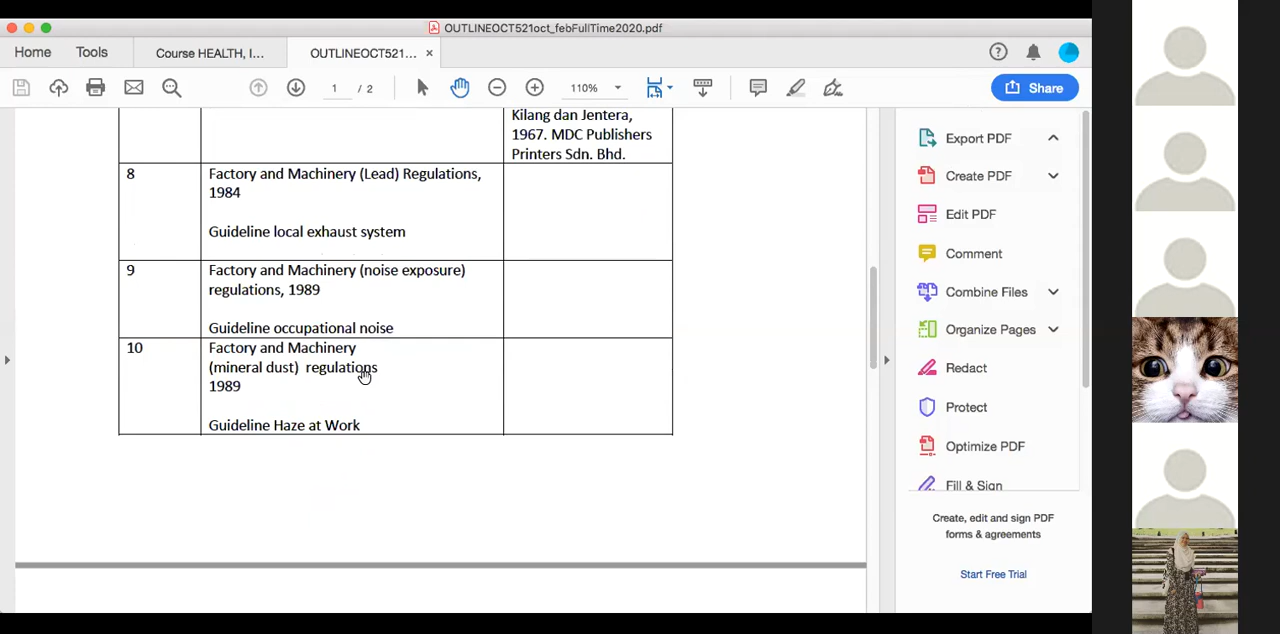 OUTLINEOCT521oct_febFullTime2020.pdf
Home Tools Course HEALTH, I... OUTLINEOCT521... ×
1 / 2 110% Share
Kilang dan Jentera,
1967. MDC Publishers
Printers Sdn. Bhd.
8 Factory and Machinery (Lead) Regulations,
1984
Guideline local exhaust system
9 Factory and Machinery (noise exposure)
regulations, 1989
Guideline occupational noise
10 Factory and Machinery
(mineral dust) regulations
1989
Guideline Haze at Work
Export PDF
Create PDF
Edit PDF
Comment
Combine Files
Organize Pages
Redact
Protect
Optimize PDF
Fill & Sign
Create, edit and sign PDF
forms & agreements
Start Free Trial